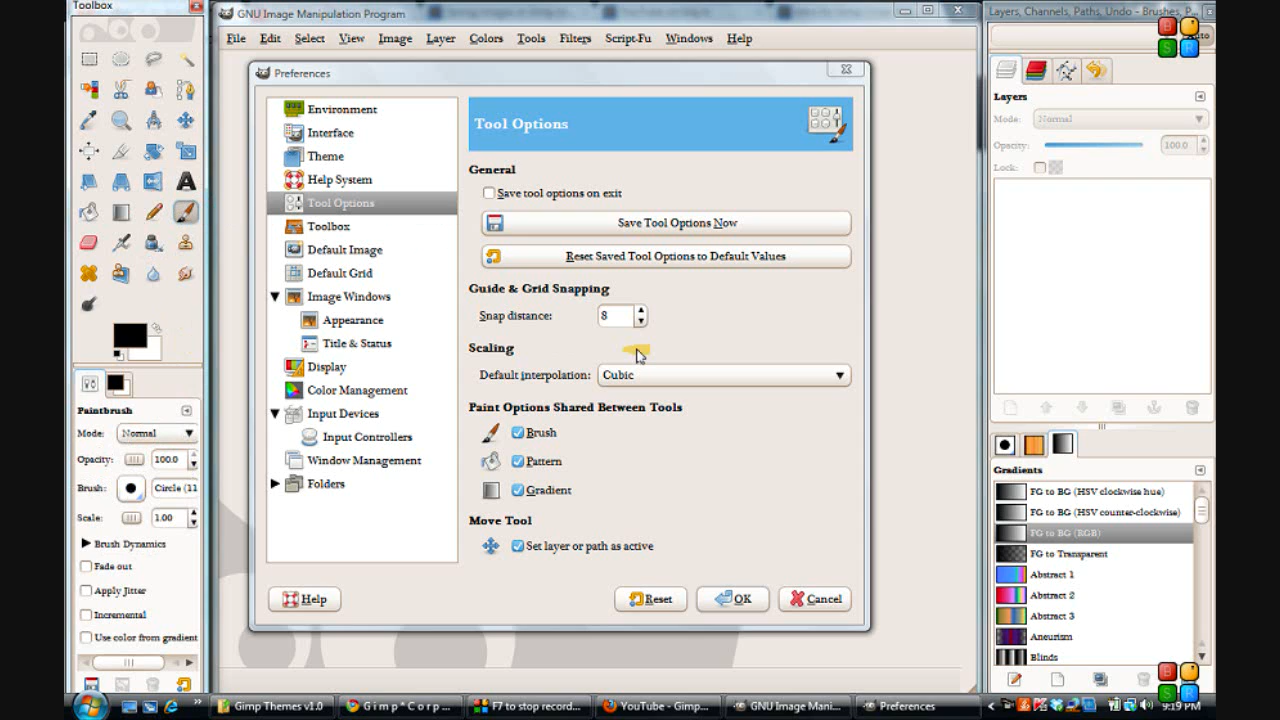 Toolbox
GNU Image Manipulation Program
Layers, Channels, Paths, Undo - Brushes, P...
File Edit Select View Image Layer Colors Tools Filters Script-Fu Windows Help
Preferences
Environment
Interface
Theme
Help System
Tool Options
Toolbox
Default Image
Default Grid
Image Windows
Appearance
Title & Status
Display
Color Management
Input Devices
Input Controllers
Window Management
Folders
Tool Options
General
Save tool options on exit
Save Tool Options Now
Reset Saved Tool Options to Default Values
Guide & Grid Snapping
Snap distance: 8
Scaling
Default interpolation: Cubic
Paint Options Shared Between Tools
Brush
Pattern
Gradient
Move Tool
Set layer or path as active
Help Reset OK Cancel
Paintbrush
Mode: Normal
Opacity: 100.0
Brush: Circle (11
Scale: 1.00
Brush Dynamics
Fade out
Apply Jitter
Incremental
Use color from gradient
B
S R
Layers
Mode: Normal
Opacity: 100.0
Lock:
Gradients
FG to BG (HSV clockwise hue)
FG to BG (HSV counter-clockwise)
FG to BG (RGB)
FG to Transparent
Abstract 1
Abstract 2
Abstract 3
Aneurism
Blinds
B
S R
Gimp Themes v1.0 G i m p * C o r p ... F7 to stop record... YouTube - Gimp... GNU Image Mani... Preferences 9:19 PM